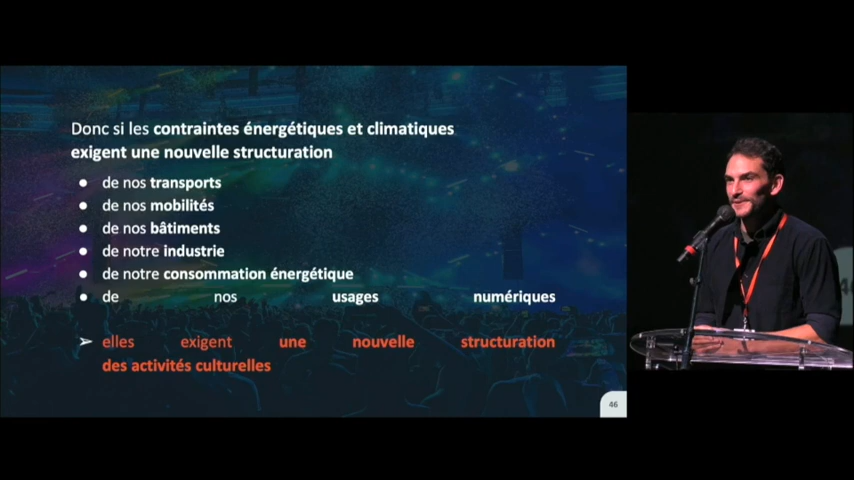 Donc si les contraintes énergétiques et climatiques
exigent une nouvelle structuration
● de nos transports
● de nos mobilités
● de nos bâtiments
● de notre industrie
● de notre consommation énergétique
● de nos usages numériques
➢ elles exigent une nouvelle structuration
des activités culturelles
46